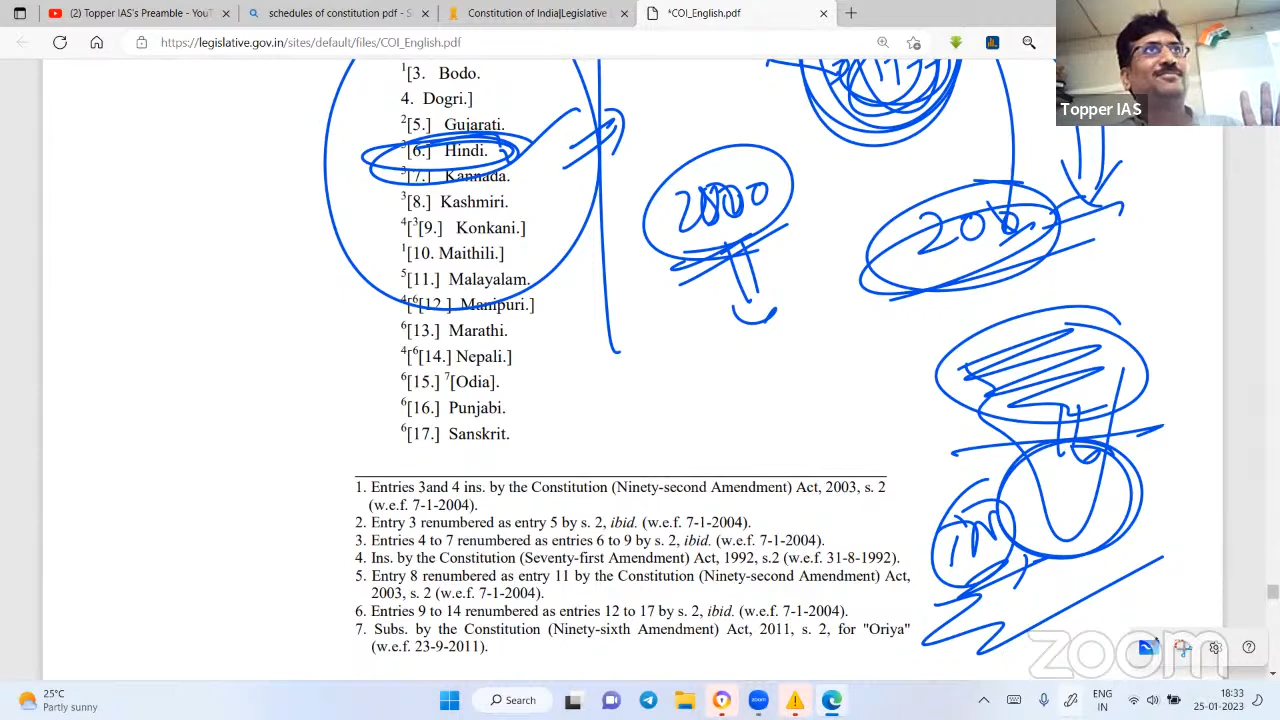 (2) Topper IAS's Preamble - YouT
schedules of constitution pdf - S
Constitution of India|Legislative
*COI_English.pdf
https://legislative.gov.in/sites/default/files/COI_English.pdf
Topper IAS
1[3. Bodo.
4. Dogri.]
2[5.] Gujarati.
3[6.] Hindi.
3[7.] Kannada.
3[8.] Kashmiri.
4[3[9.] Konkani.]
1[10. Maithili.]
5[11.] Malayalam.
4[6[12.] Manipuri.]
6[13.] Marathi.
4[6[14.] Nepali.]
6[15.] 7[Odia].
6[16.] Punjabi.
6[17.] Sanskrit.
2000
1. Entries 3and 4 ins. by the Constitution (Ninety-second Amendment) Act, 2003, s. 2
(w.e.f. 7-1-2004).
2. Entry 3 renumbered as entry 5 by s. 2, ibid. (w.e.f. 7-1-2004).
3. Entries 4 to 7 renumbered as entries 6 to 9 by s. 2, ibid. (w.e.f. 7-1-2004).
4. Ins. by the Constitution (Seventy-first Amendment) Act, 1992, s.2 (w.e.f. 31-8-1992).
5. Entry 8 renumbered as entry 11 by the Constitution (Ninety-second Amendment) Act,
2003, s. 2 (w.e.f. 7-1-2004).
6. Entries 9 to 14 renumbered as entries 12 to 17 by s. 2, ibid. (w.e.f. 7-1-2004).
7. Subs. by the Constitution (Ninety-sixth Amendment) Act, 2011, s. 2, for "Oriya"
(w.e.f. 23-9-2011).
zoom
25°C
Partly sunny
Search
ENG
IN
18:33
25-01-2023